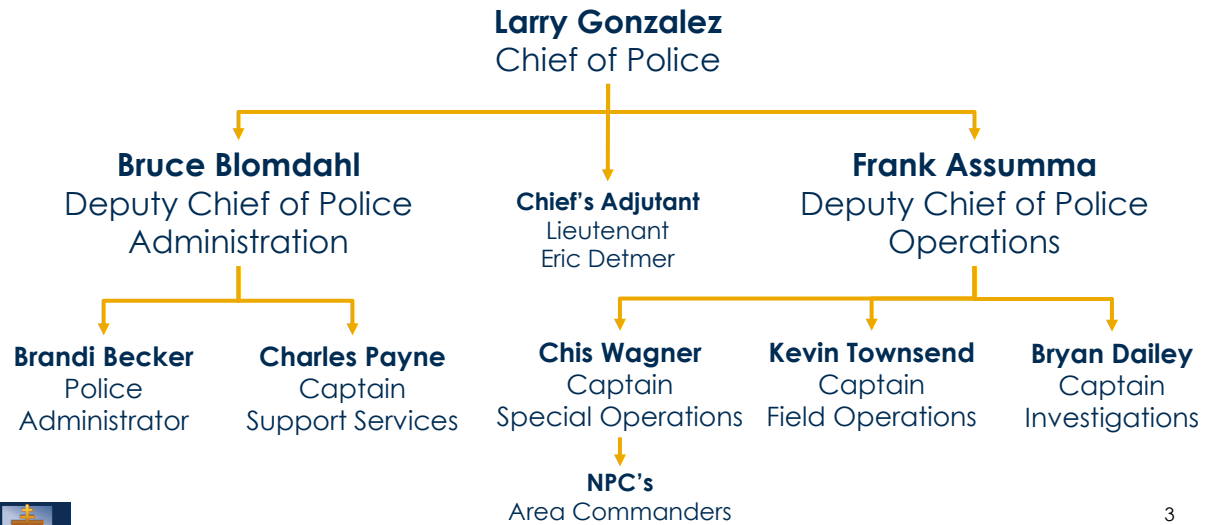 Larry Gonzalez
Chief of Police
Bruce Blomdahl
Deputy Chief of Police
Administration
Chief's Adjutant
Lieutenant
Eric Detmer
Frank Assumma
Deputy Chief of Police
Operations
Brandi Becker
Police
Administrator
Charles Payne
Captain
Support Services
Chis Wagner
Captain
Special Operations
Kevin Townsend
Captain
Field Operations
Bryan Dailey
Captain
Investigations
NPC's
Area Commanders
3